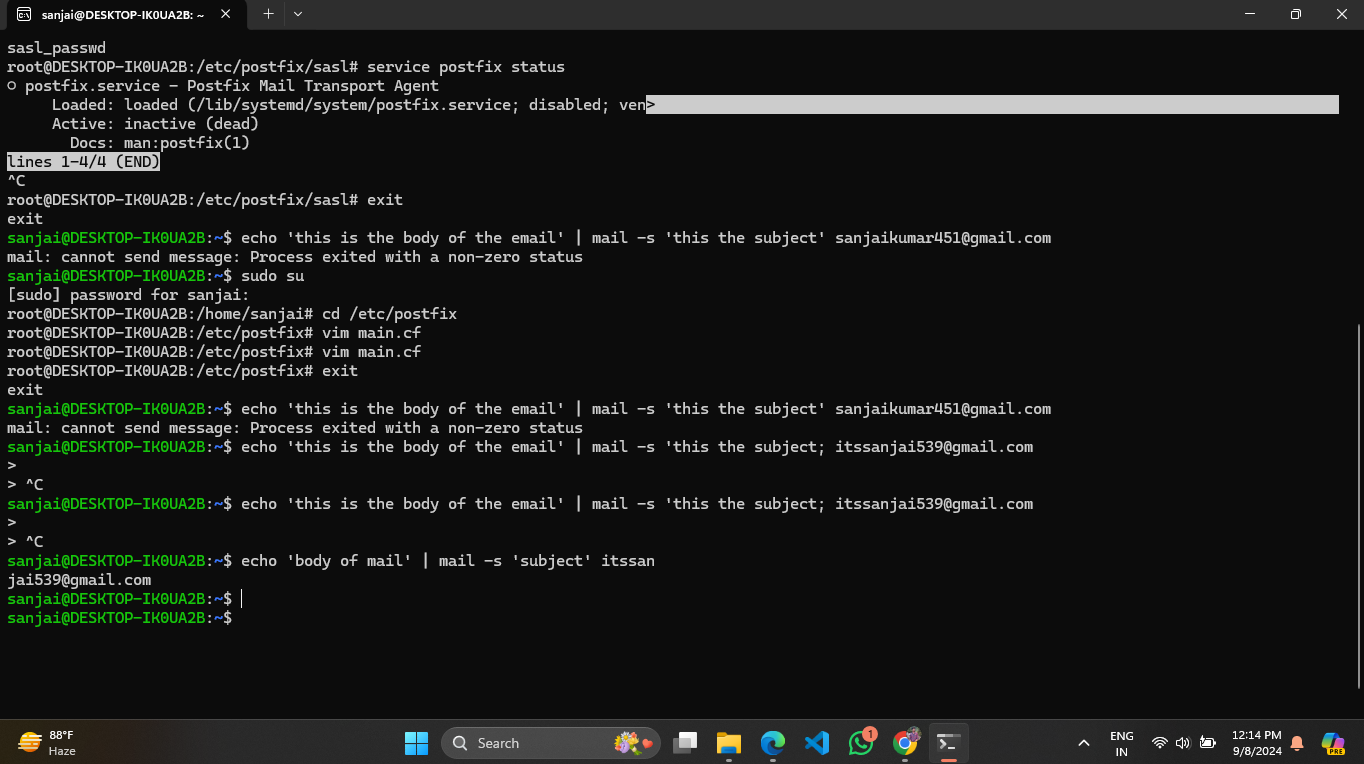 sanjai@DESKTOP-IK0UA2B: ~
sasl_passwd
root@DESKTOP-IK0UA2B:/etc/postfix/sasl# service postfix status
○ postfix.service - Postfix Mail Transport Agent
Loaded: loaded (/lib/systemd/system/postfix.service; disabled; ven>
Active: inactive (dead)
Docs: man:postfix(1)
lines 1-4/4 (END)
^C
root@DESKTOP-IK0UA2B:/etc/postfix/sasl# exit
exit
sanjai@DESKTOP-IK0UA2B:~$ echo 'this is the body of the email' | mail -s 'this the subject' sanjaikumar451@gmail.com
mail: cannot send message: Process exited with a non-zero status
sanjai@DESKTOP-IK0UA2B:~$ sudo su
[sudo] password for sanjai:
root@DESKTOP-IK0UA2B:/home/sanjai# cd /etc/postfix
root@DESKTOP-IK0UA2B:/etc/postfix# vim main.cf
root@DESKTOP-IK0UA2B:/etc/postfix# vim main.cf
root@DESKTOP-IK0UA2B:/etc/postfix# exit
exit
sanjai@DESKTOP-IK0UA2B:~$ echo 'this is the body of the email' | mail -s 'this the subject' sanjaikumar451@gmail.com
mail: cannot send message: Process exited with a non-zero status
sanjai@DESKTOP-IK0UA2B:~$ echo 'this is the body of the email' | mail -s 'this the subject; itssanjai539@gmail.com
>
> ^C
sanjai@DESKTOP-IK0UA2B:~$ echo 'this is the body of the email' | mail -s 'this the subject; itssanjai539@gmail.com
>
> ^C
sanjai@DESKTOP-IK0UA2B:~$ echo 'body of mail' | mail -s 'subject' itssan
jai539@gmail.com
sanjai@DESKTOP-IK0UA2B:~$
sanjai@DESKTOP-IK0UA2B:~$
88°F
Haze
Search
1
ENG
IN
12:14 PM
9/8/2024
PRE